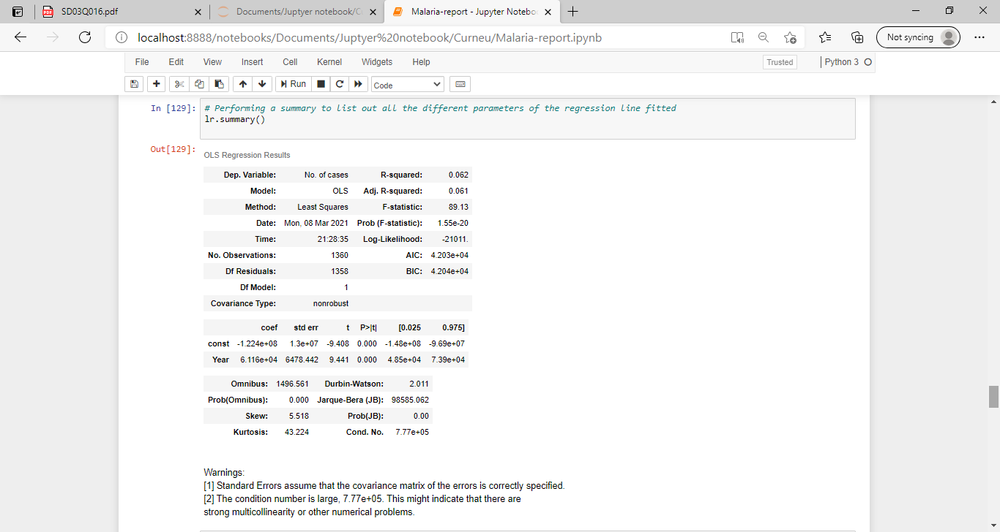 SD03Q016.pdf
Documents/Juptyer notebook/C
Malaria-report - Jupyter Notebo
localhost:8888/notebooks/Documents/Juptyer%20notebook/Curneu/Malaria-report.ipynb
Not syncing
File Edit View Insert Cell Kernel Widgets Help Trusted Python 3
Run Code
In [129]: # Performing a summary to list out all the different parameters of the regression line fitted
lr.summary()
Out[129]:
OLS Regression Results
Dep. Variable: No. of cases R-squared: 0.062
Model: OLS Adj. R-squared: 0.061
Method: Least Squares F-statistic: 89.13
Date: Mon, 08 Mar 2021 Prob (F-statistic): 1.55e-20
Time: 21:28:35 Log-Likelihood: -21011.
No. Observations: 1360 AIC: 4.203e+04
Df Residuals: 1358 BIC: 4.204e+04
Df Model: 1
Covariance Type: nonrobust
coef std err t P>|t| [0.025 0.975]
const -1.224e+08 1.3e+07 -9.408 0.000 -1.48e+08 -9.69e+07
Year 6.116e+04 6478.442 9.441 0.000 4.85e+04 7.39e+04
Omnibus: 1496.561 Durbin-Watson: 2.011
Prob(Omnibus): 0.000 Jarque-Bera (JB): 98585.062
Skew: 5.518 Prob(JB): 0.00
Kurtosis: 43.224 Cond. No. 7.77e+05
Warnings:
[1] Standard Errors assume that the covariance matrix of the errors is correctly specified.
[2] The condition number is large, 7.77e+05. This might indicate that there are
strong multicollinearity or other numerical problems.